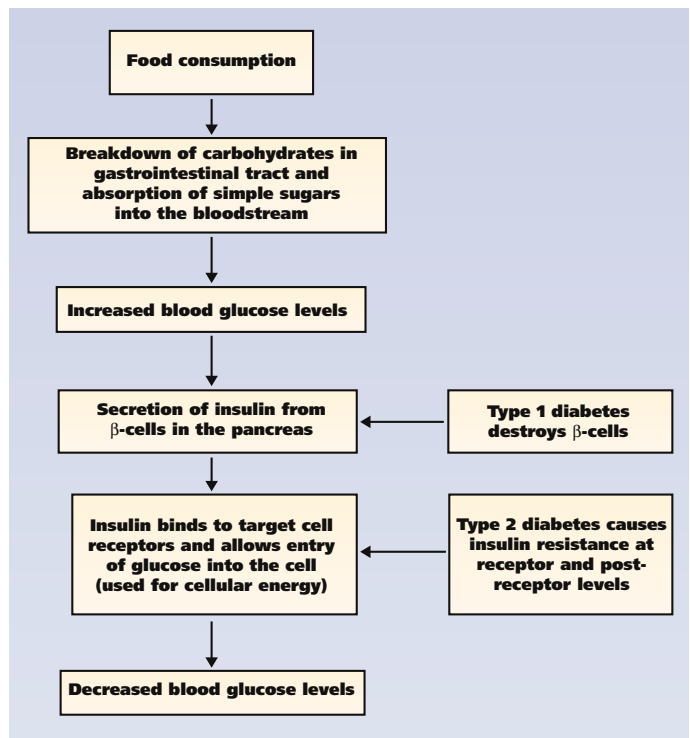 Food consumption
Breakdown of carbohydrates in
gastrointestinal tract and
absorption of simple sugars
into the bloodstream
Increased blood glucose levels
Secretion of insulin from
β-cells in the pancreas
Type 1 diabetes
destroys β-cells
Insulin binds to target cell
receptors and allows entry
of glucose into the cell
(used for cellular energy)
Type 2 diabetes causes
insulin resistance at
receptor and post-
receptor levels
Decreased blood glucose levels